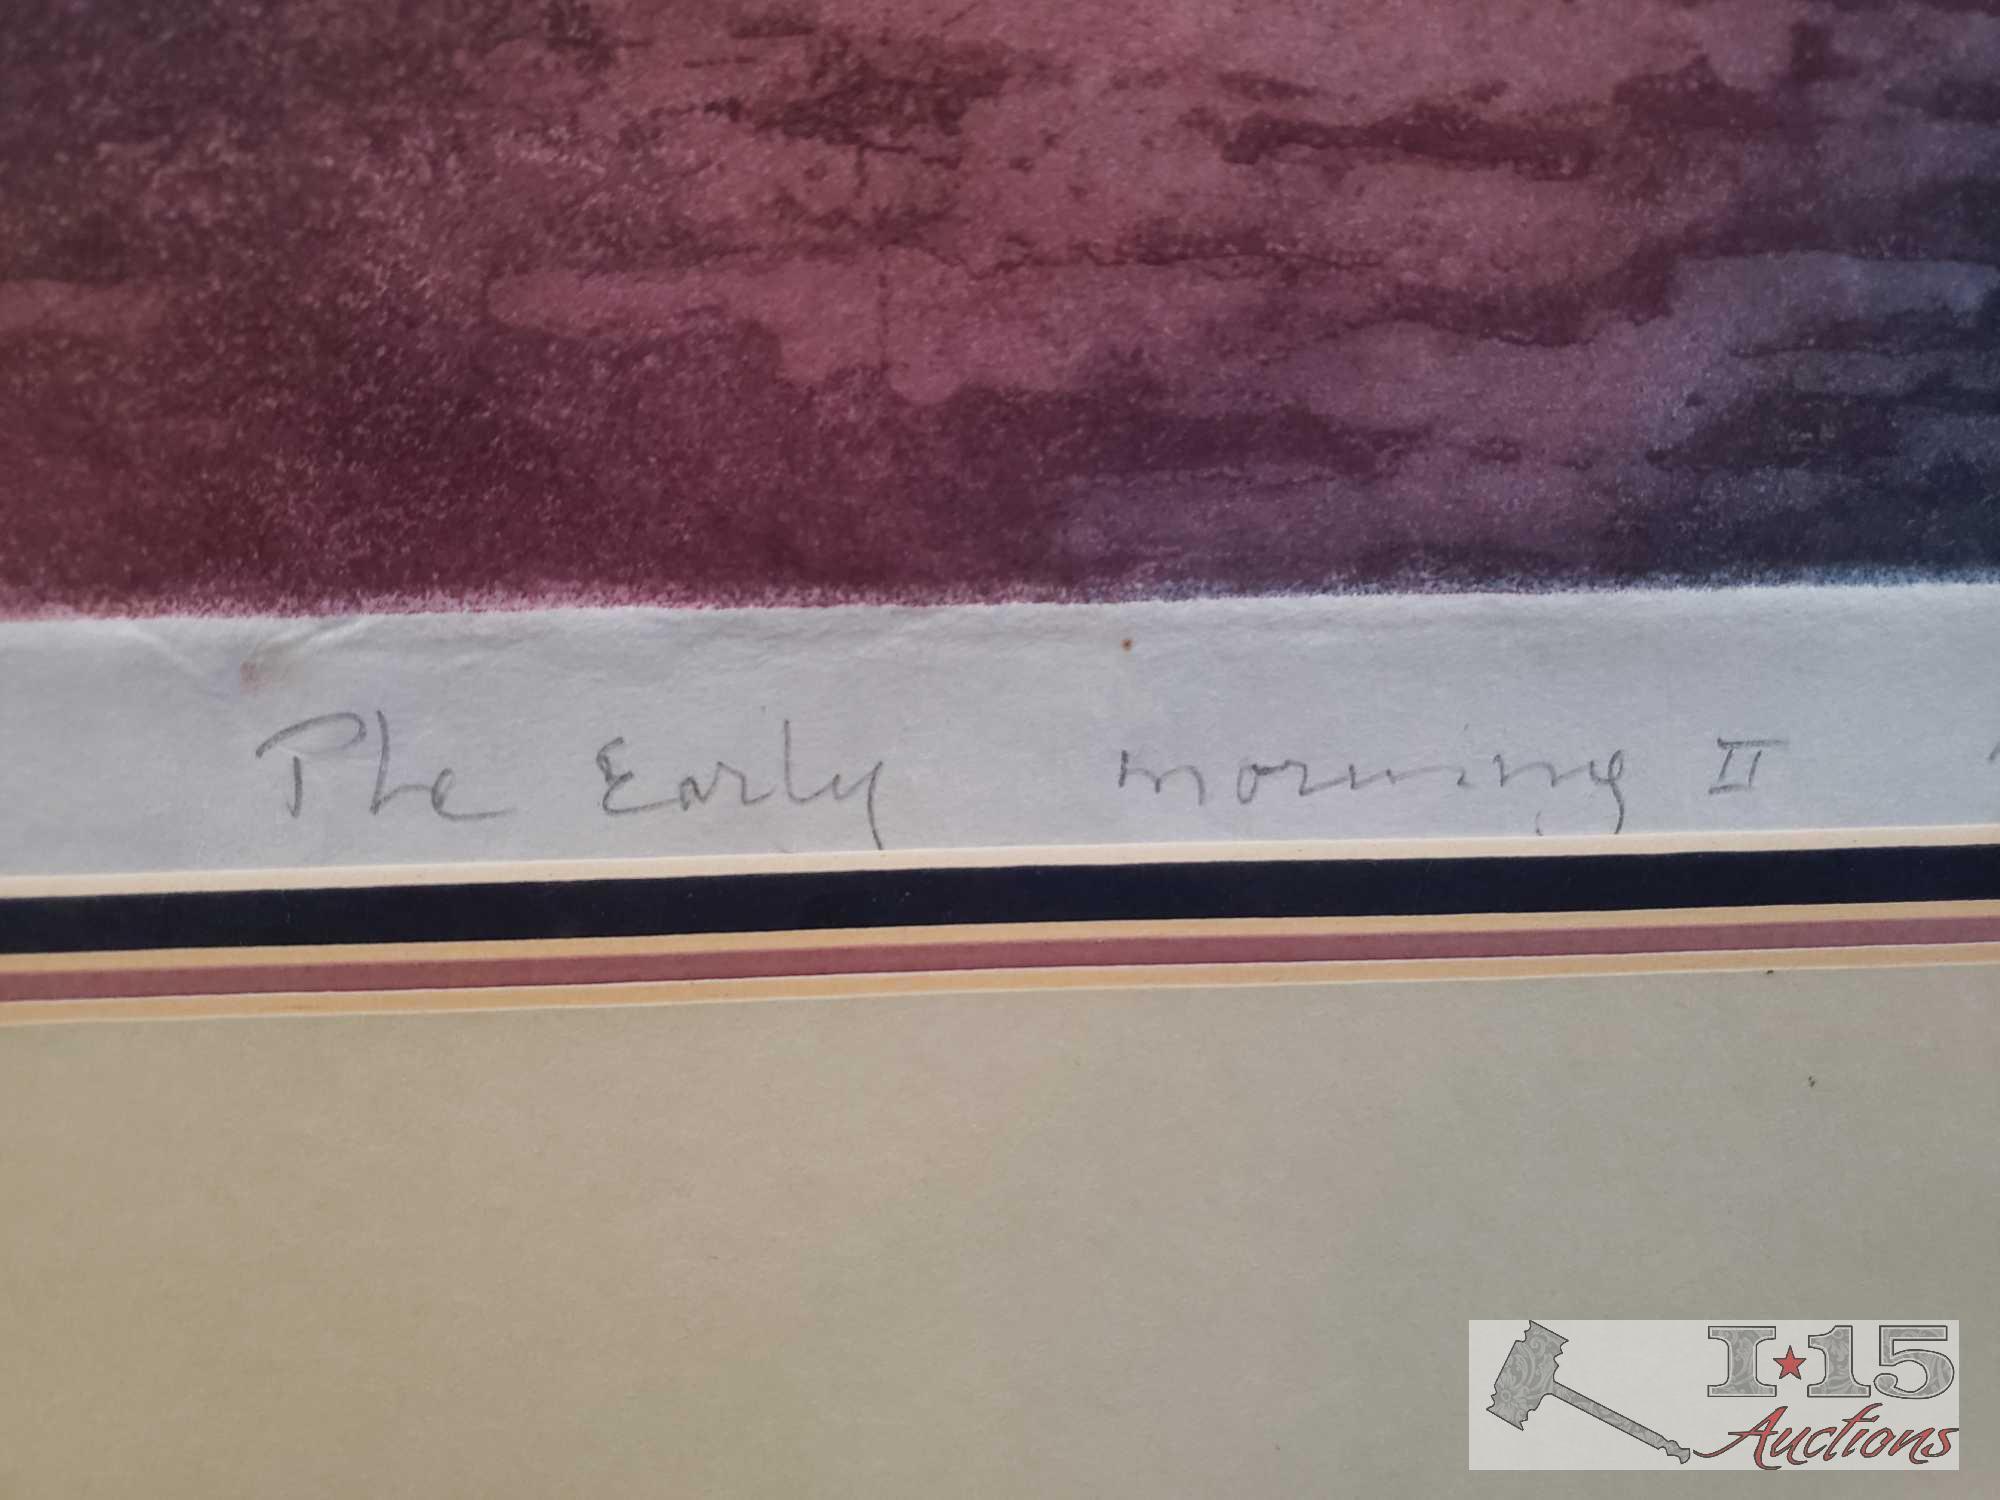 The Early morning II
I★15
Auctions